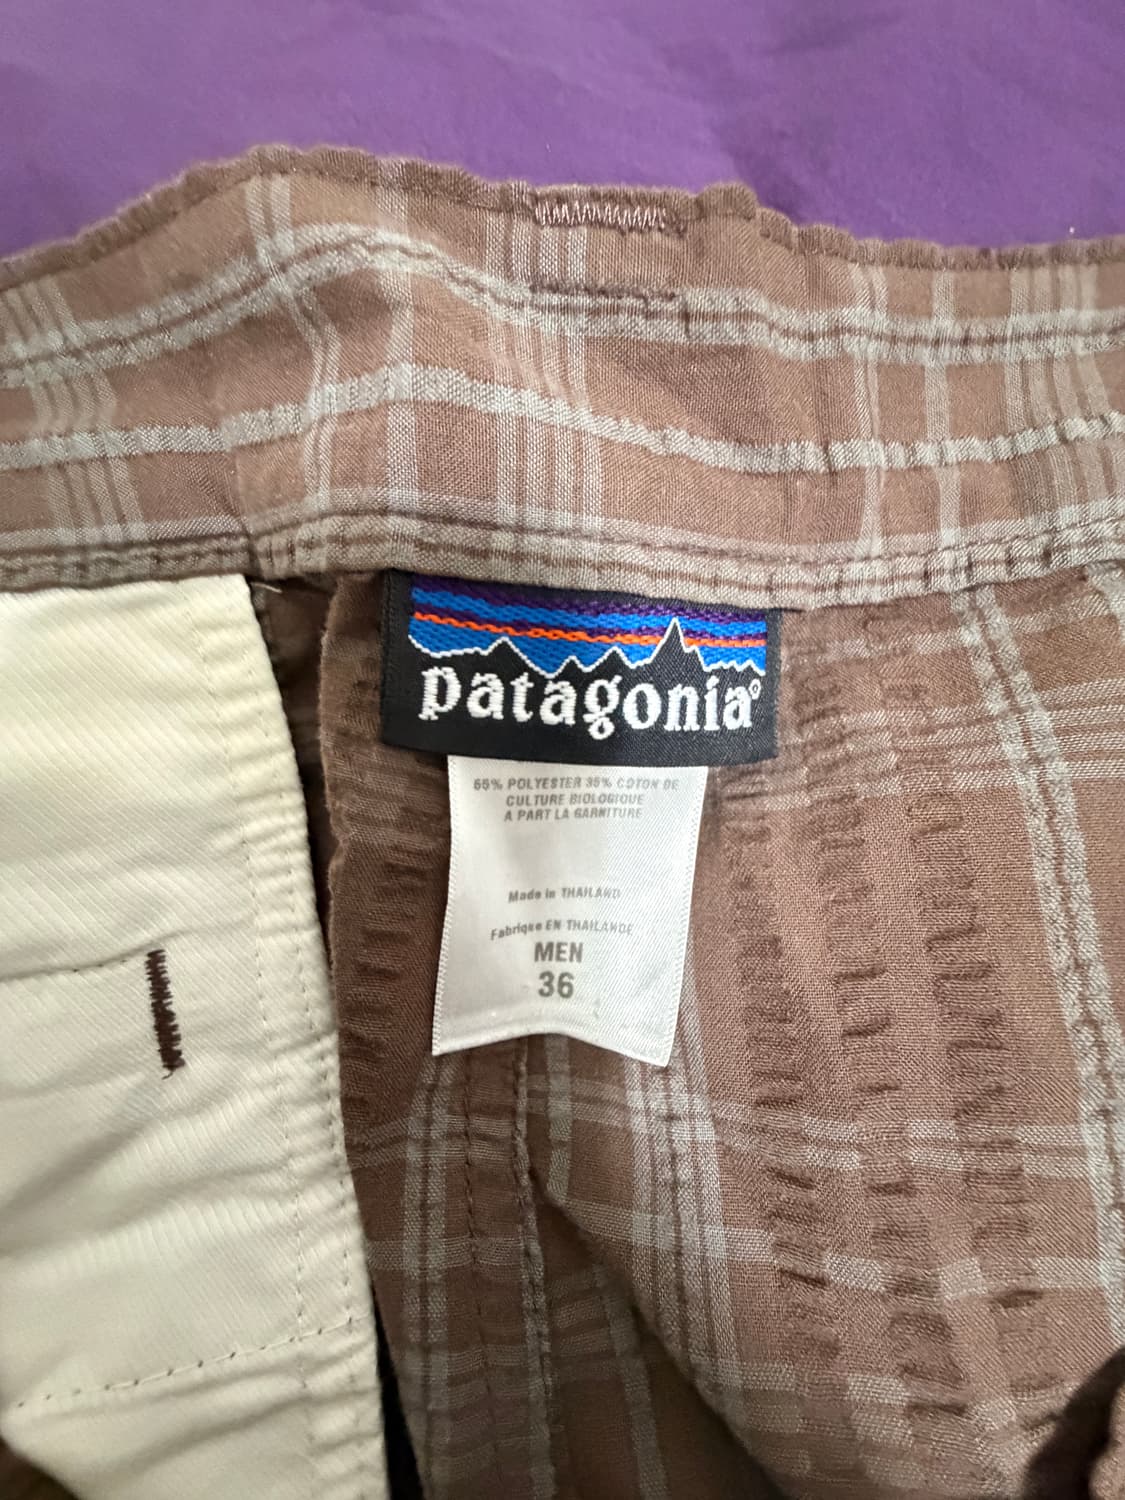 patagonia®
65% POLYESTER 35% COTON DE
CULTURE BIOLOGIQUE
A PART LA GARNITURE
Made in THAILAND
Fabriqué EN THAILANDE
MEN
36